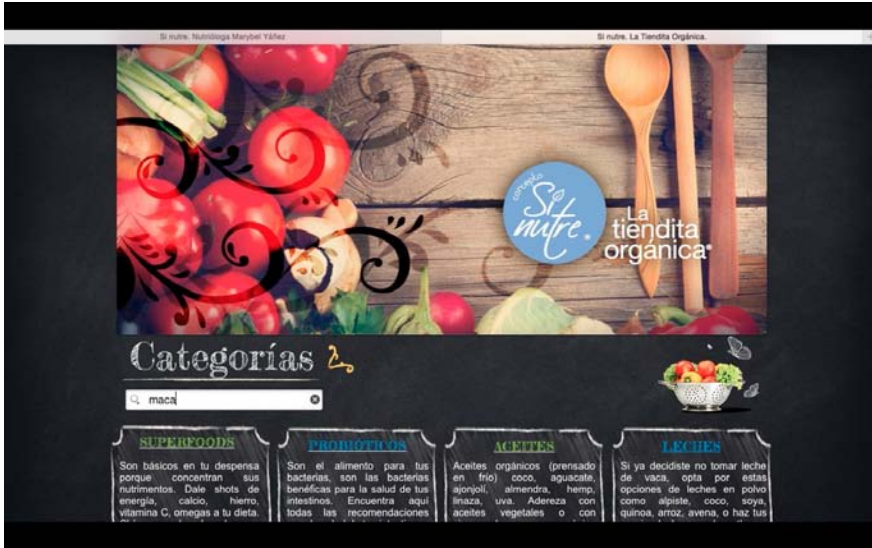 Si nutre. Nutrióloga Marybel Yáñez
Si nutre. La Tiendita Orgánica.
concepto
Si
nutre®
La
tiendita
orgánica®
Categorías
maca
SUPERFOODS
Son básicos en tu despensa
porque concentran sus
nutrimentos. Dale shots de
energía, calcio, hierro,
vitamina C, omegas a tu dieta.
PROBIÓTICOS
Son el alimento para tus
bacterias, son las bacterias
benéficas para la salud de tus
intestinos. Encuentra aquí
todas las recomendaciones
ACEITES
Aceites orgánicos (prensado
en frío) coco, aguacate,
ajonjolí, almendra, hemp,
linaza, uva. Adereza con
aceites vegetales o con
LECHES
Si ya decidiste no tomar leche
de vaca, opta por estas
opciones de leches en polvo
como alpiste, coco, soya,
quinoa, arroz, avena, o haz tus